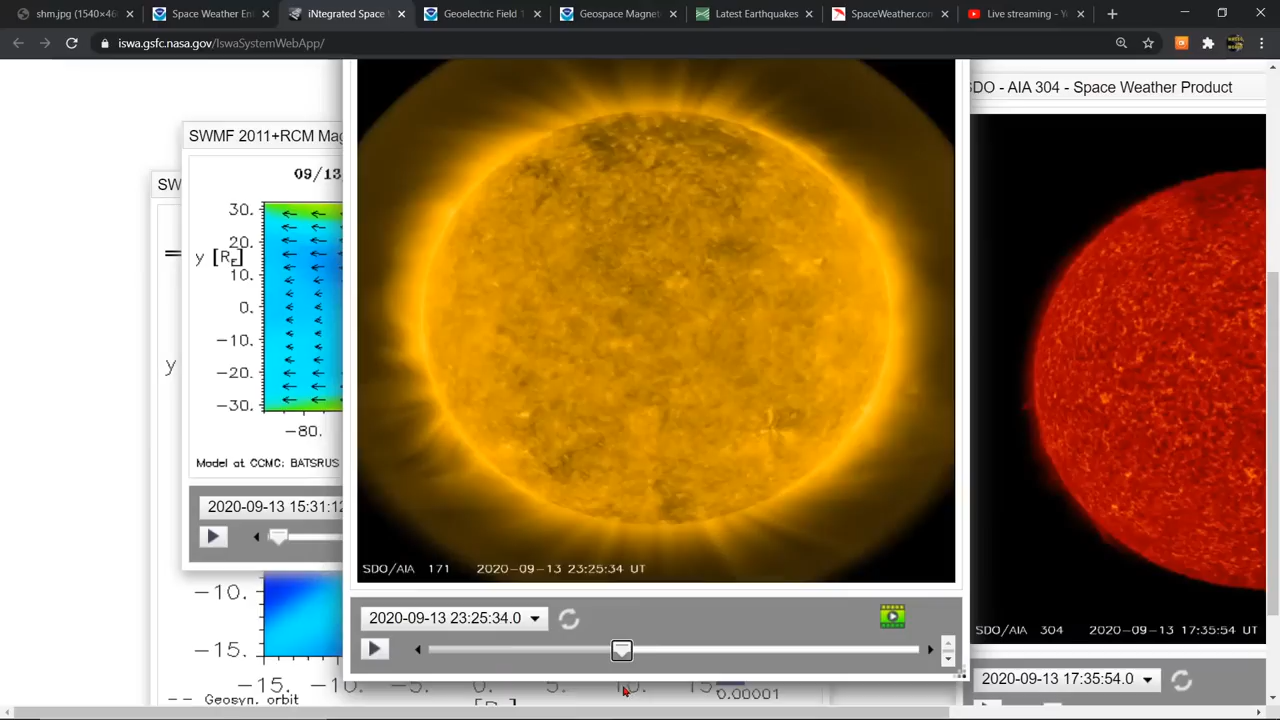 shm.jpg (1540×46
Space Weather En
iNtegrated Space
Geoelectric Field 1
Geospace Magnet
Latest Earthquakes
SpaceWeather.com
Live streaming - Yo
iswa.gsfc.nasa.gov/IswaSystemWebApp/
SDO - AIA 304 - Space Weather Product
SWMF 2011+RCM Mag
09/13
SW
30.
20.
y [R_E]
10.
0.
y
-10.
-20.
-30.
-80.
Model at CCMC: BATSRUS
2020-09-13 15:31:12
SDO/AIA 171 2020-09-13 23:25:34 UT
-10.
2020-09-13 23:25:34.0
SDO/AIA 304 2020-09-13 17:35:54 UT
-15.
2020-09-13 17:35:54.0
-15. -10. 5. 0. 5. 10. 15.
0.00001
Geosyn. orbit